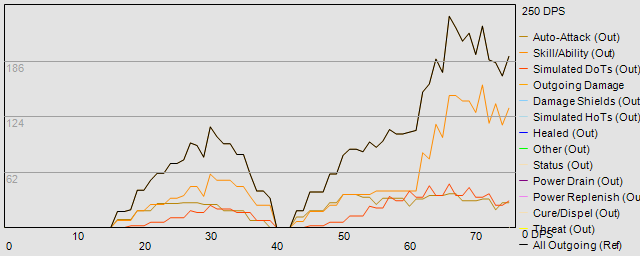 250 DPS
Auto-Attack (Out)
Skill/Ability (Out)
186
Simulated DoTs (Out)
Outgoing Damage
Damage Shields (Out
124
Simulated HoTs (Out)
Healed (Out)
Other (Out)
Status (Out)
62
Power Drain (Out)
Power Replenish (Ou
Cure/Dispel (Out)
Threat (Out)
0 DPS
All Outgoing (Ref)
0 10 20 30 40 50 60 70